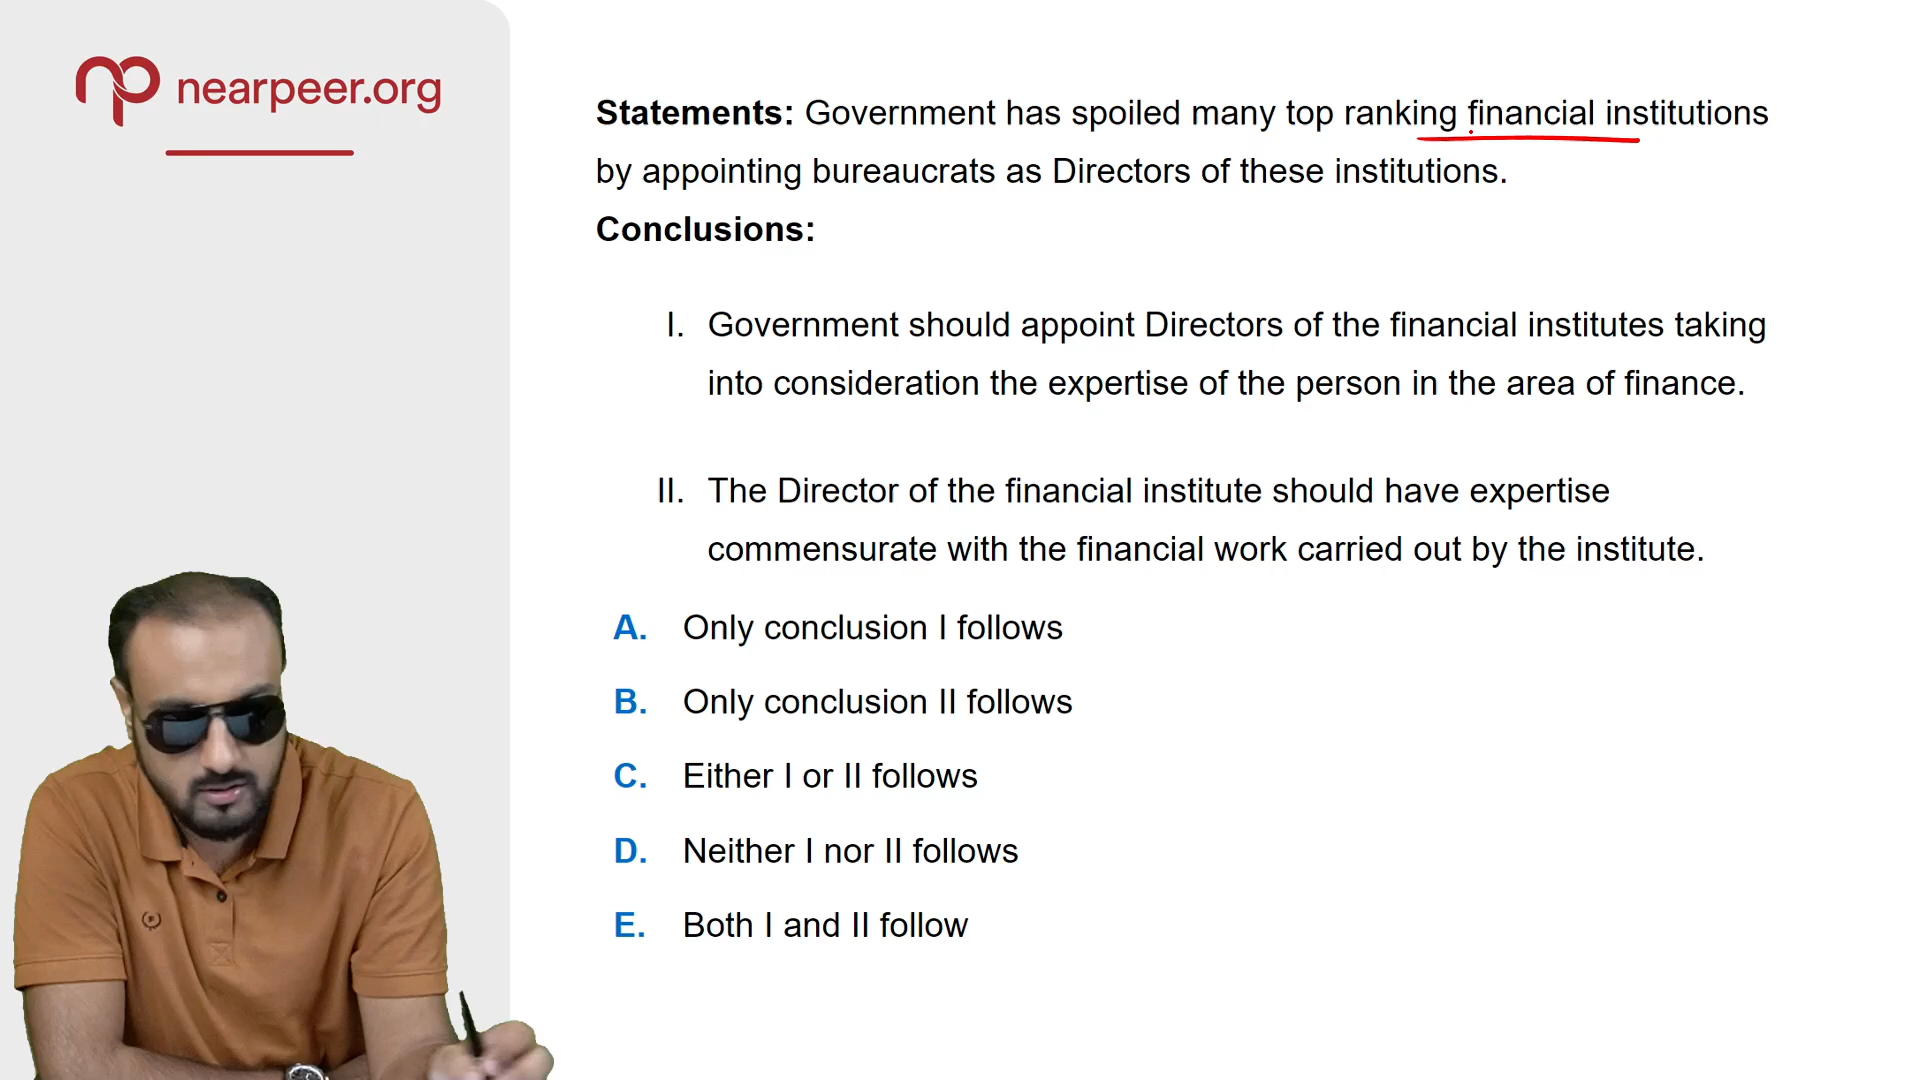 nearpeer.org
Statements: Government has spoiled many top ranking financial institutions
by appointing bureaucrats as Directors of these institutions.
Conclusions:
I. Government should appoint Directors of the financial institutes taking
into consideration the expertise of the person in the area of finance.
II. The Director of the financial institute should have expertise
commensurate with the financial work carried out by the institute.
A. Only conclusion I follows
B. Only conclusion II follows
C. Either I or II follows
D. Neither I nor II follows
E. Both I and II follow